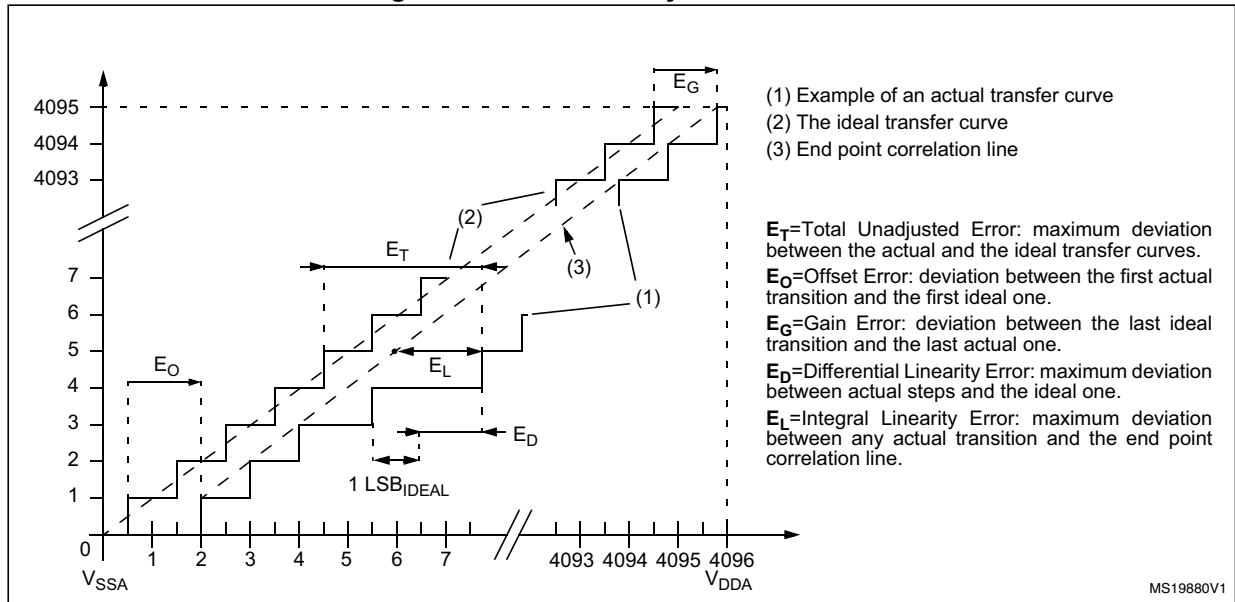 4095
4094
4093
7
6
5
4
3
2
1
0
V_SSA
1 2 3 4 5 6 7 4093 4094 4095 4096
V_DDA
E_G
(2)
E_T
(3)
(1)
E_O
E_L
E_D
1 LSB_IDEAL
(1) Example of an actual transfer curve
(2) The ideal transfer curve
(3) End point correlation line
E_T=Total Unadjusted Error: maximum deviation
between the actual and the ideal transfer curves.
E_O=Offset Error: deviation between the first actual
transition and the first ideal one.
E_G=Gain Error: deviation between the last ideal
transition and the last actual one.
E_D=Differential Linearity Error: maximum deviation
between actual steps and the ideal one.
E_L=Integral Linearity Error: maximum deviation
between any actual transition and the end point
correlation line.
MS19880V1